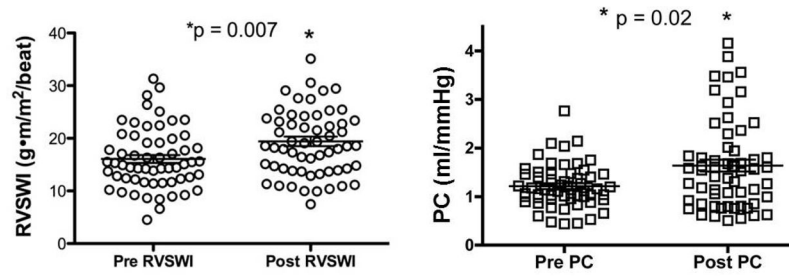 *p = 0.007 *
RVSWI (g•m/m²/beat)
40
30
20
10
0
Pre RVSWI Post RVSWI
* p = 0.02 *
PC (ml/mmHg)
4
3
2
1
0
Pre PC Post PC